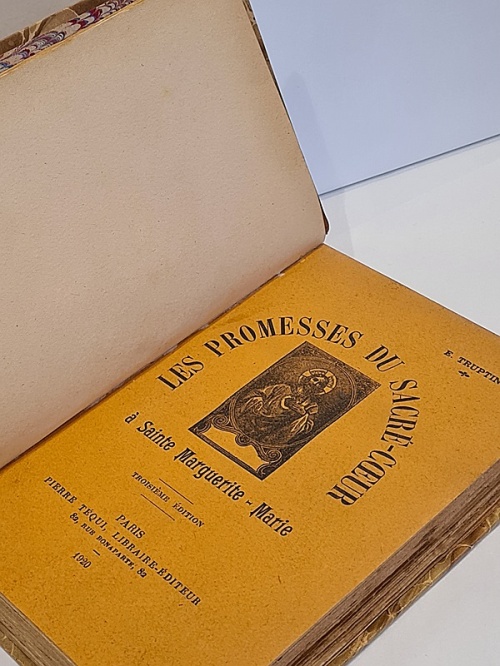 E. TRUPTIN
LES PROMESSES DU SACRÉ-CŒUR
à Sainte Marguerite-Marie
TROISIÈME ÉDITION
PARIS
PIERRE TÉQUI, LIBRAIRE-ÉDITEUR
82, RUE BONAPARTE, 82
1920